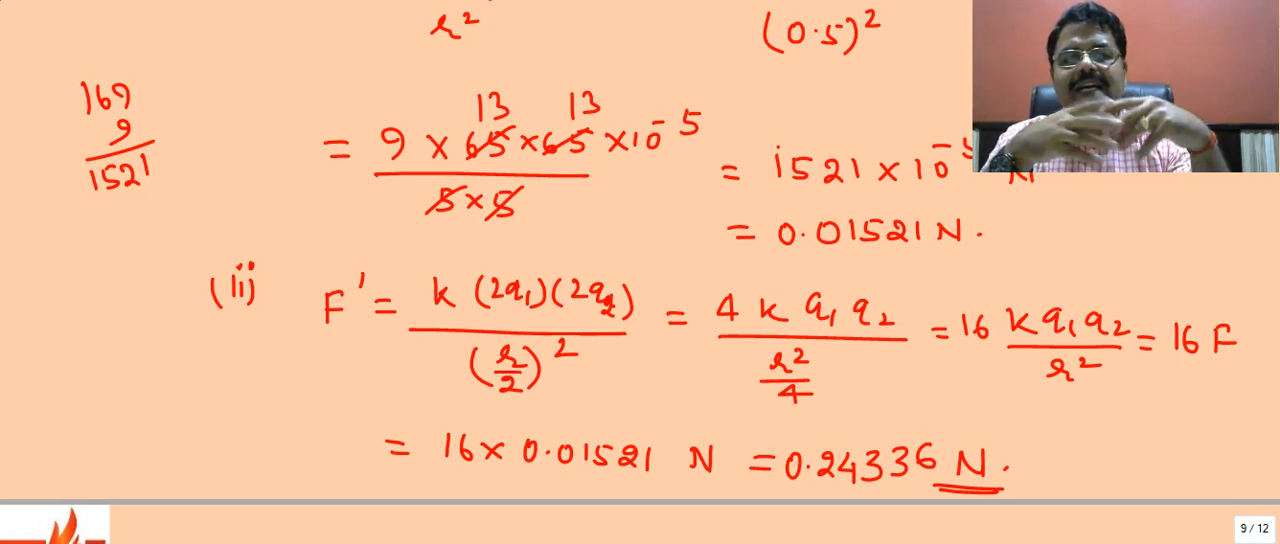 r² (0.5)²
169
9
1521
= 9 × 65 × 65 × 10⁻⁵ / 5 × 5 = 1521 × 10⁻⁵
13 13
= 0.01521 N.
(ii) F' = k (2q₁)(2q₂) / (r/2)² = 4 k q₁ q₂ / r²/4 = 16 k q₁ q₂ / r² = 16 F
= 16 × 0.01521 N = 0.24336 N.
9 / 12